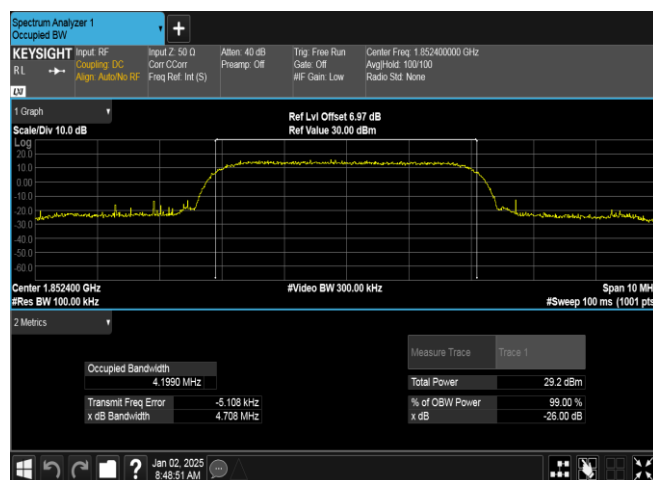 Spectrum Analyzer 1
Occupied BW
+
KEYSIGHT Input: RF Input Z: 50 Ω Atten: 40 dB Trig: Free Run Center Freq: 1.852400000 GHz
R L Coupling: DC Corr CCorr Preamp: Off Gate: Off Avg|Hold: 100/100
Align: Auto/No RF Freq Ref: Int (S) #IF Gain: Low Radio Std: None
LXI
1 Graph
Ref Lvl Offset 6.97 dB
Scale/Div 10.0 dB Ref Value 30.00 dBm
Log
20.0
10.0
0.00
-10.0
-20.0
-30.0
-40.0
-50.0
-60.0
Center 1.852400 GHz #Video BW 300.00 kHz Span 10 MH
#Res BW 100.00 kHz #Sweep 100 ms (1001 pts
2 Metrics
Measure Trace Trace 1
Occupied Bandwidth
4.1990 MHz
Total Power 29.2 dBm
Transmit Freq Error -5.108 kHz % of OBW Power 99.00 %
x dB Bandwidth 4.708 MHz x dB -26.00 dB
? Jan 02, 2025
8:48:51 AM